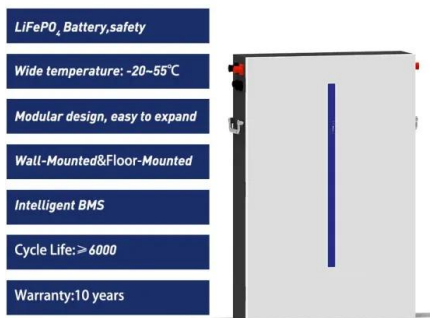 LiFePO₄ Battery,safety
Wide temperature: -20~55℃
Modular design, easy to expand
Wall-Mounted&Floor-Mounted
Intelligent BMS
Cycle Life:≥6000
Warranty:10 years